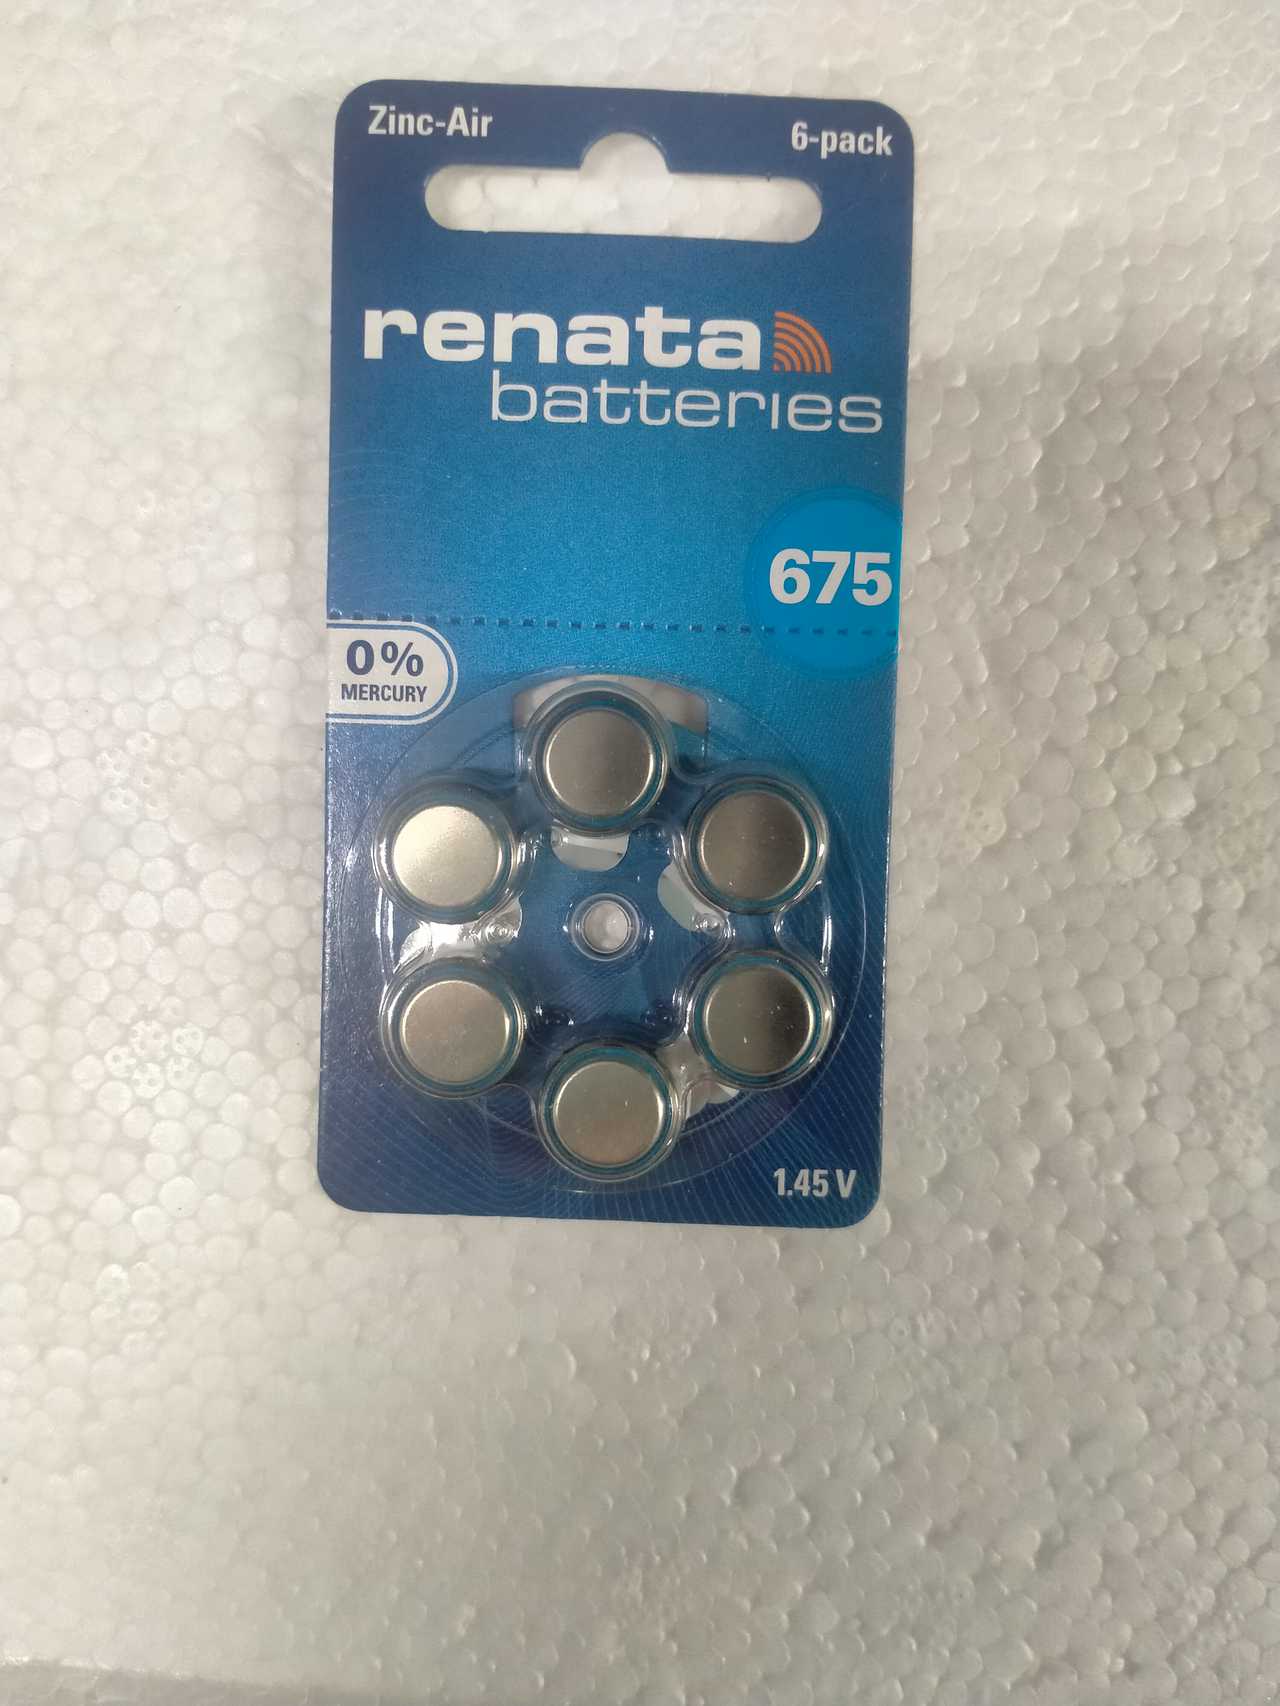 Zinc-Air
6-pack
renata
batteries
675
0%
MERCURY
1.45 V